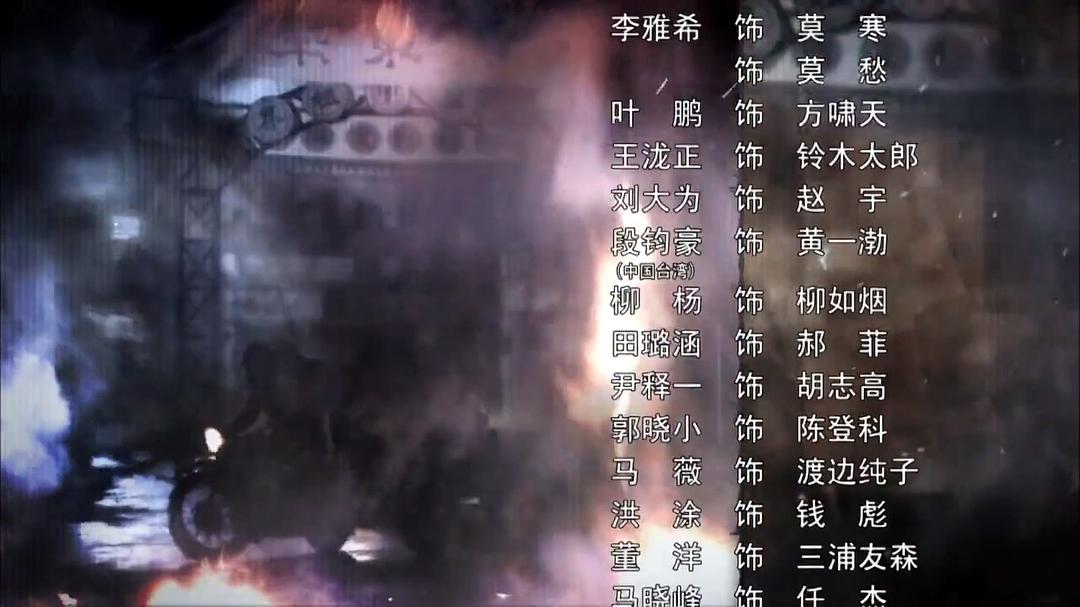 李雅希 饰 莫 寒
饰 莫 愁
叶 鹏 饰 方啸天
王泷正 饰 铃木太郎
刘大为 饰 赵 宇
段钧豪 饰 黄一渤
（中国台湾）
柳 杨 饰 柳如烟
田璐涵 饰 郝 菲
尹释一 饰 胡志高
郭晓小 饰 陈登科
马 薇 饰 渡边纯子
洪 涂 饰 钱 彪
董 洋 饰 三浦友森
马晓峰 饰 任 杰